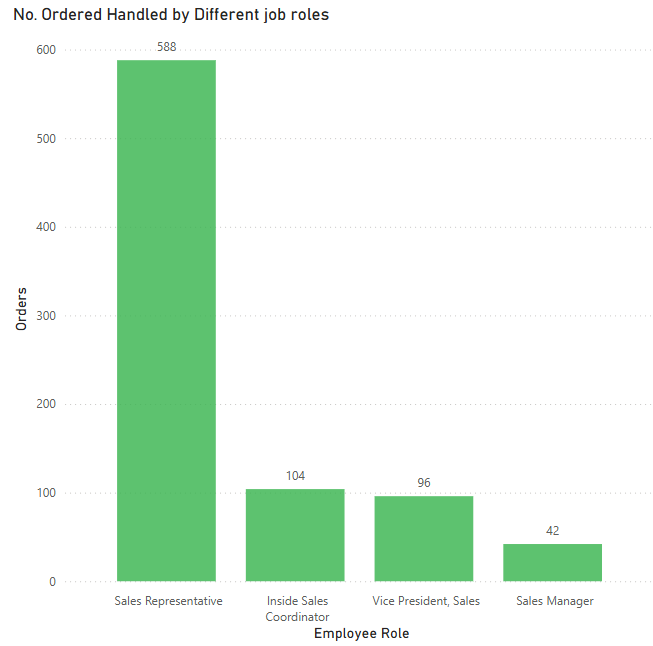 No. Ordered Handled by Different job roles
600
500
400
300
200
100
0
Orders
588
104
96
42
Sales Representative
Inside Sales
Coordinator
Vice President, Sales
Sales Manager
Employee Role